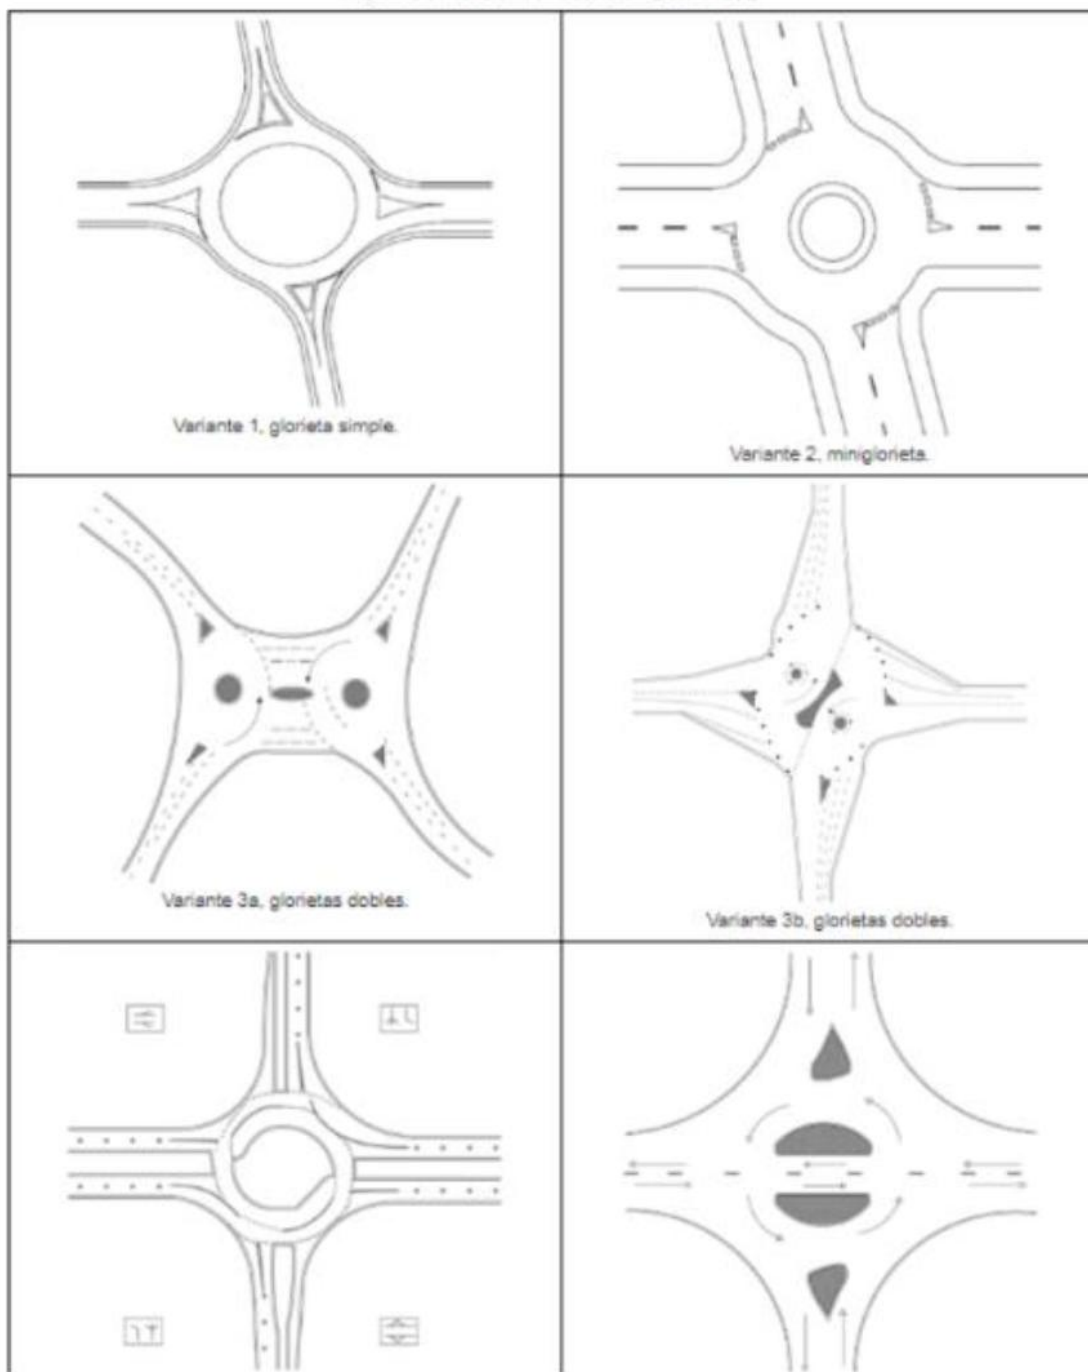 Variante 1, glorieta simple.
Variante 2, miniglorieta.
Variante 3a, glorietas dobles.
Variante 3b, glorietas dobles.